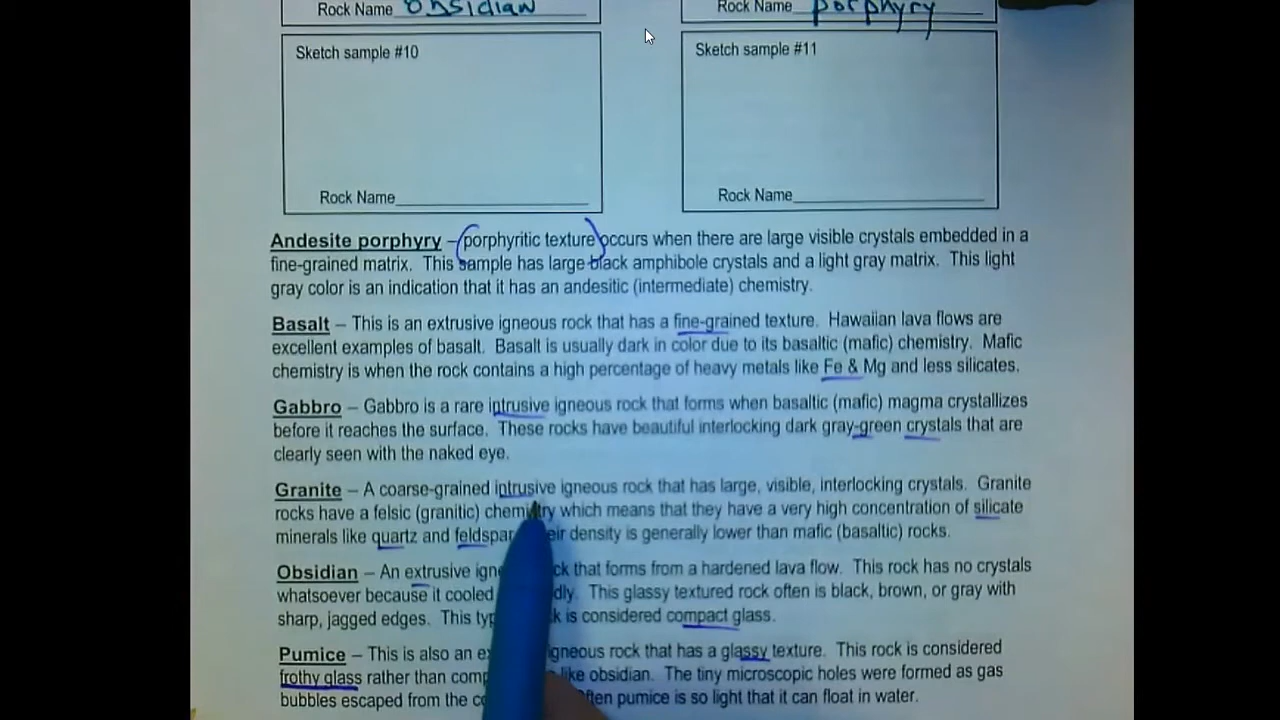 Rock Name obsidian
Rock Name porphyry
Sketch sample #10
Sketch sample #11
Rock Name
Rock Name
Andesite porphyry – porphyritic texture occurs when there are large visible crystals embedded in a
fine-grained matrix. This sample has large black amphibole crystals and a light gray matrix. This light
gray color is an indication that it has an andesitic (intermediate) chemistry.
Basalt – This is an extrusive igneous rock that has a fine-grained texture. Hawaiian lava flows are
excellent examples of basalt. Basalt is usually dark in color due to its basaltic (mafic) chemistry. Mafic
chemistry is when the rock contains a high percentage of heavy metals like Fe & Mg and less silicates.
Gabbro – Gabbro is a rare intrusive igneous rock that forms when basaltic (mafic) magma crystallizes
before it reaches the surface. These rocks have beautiful interlocking dark gray-green crystals that are
clearly seen with the naked eye.
Granite – A coarse-grained intrusive igneous rock that has large, visible, interlocking crystals. Granite
rocks have a felsic (granitic) chemistry which means that they have a very high concentration of silicate
minerals like quartz and feldspar density is generally lower than mafic (basaltic) rocks.
Obsidian – An extrusive that forms from a hardened lava flow. This rock has no crystals
whatsoever because it cooled This glassy textured rock often is black, brown, or gray with
sharp, jagged edges. This is considered compact glass.
Pumice – This is also an igneous rock that has a glassy texture. This rock is considered
frothy glass rather than like obsidian. The tiny microscopic holes were formed as gas
bubbles escaped from the pumice is so light that it can float in water.